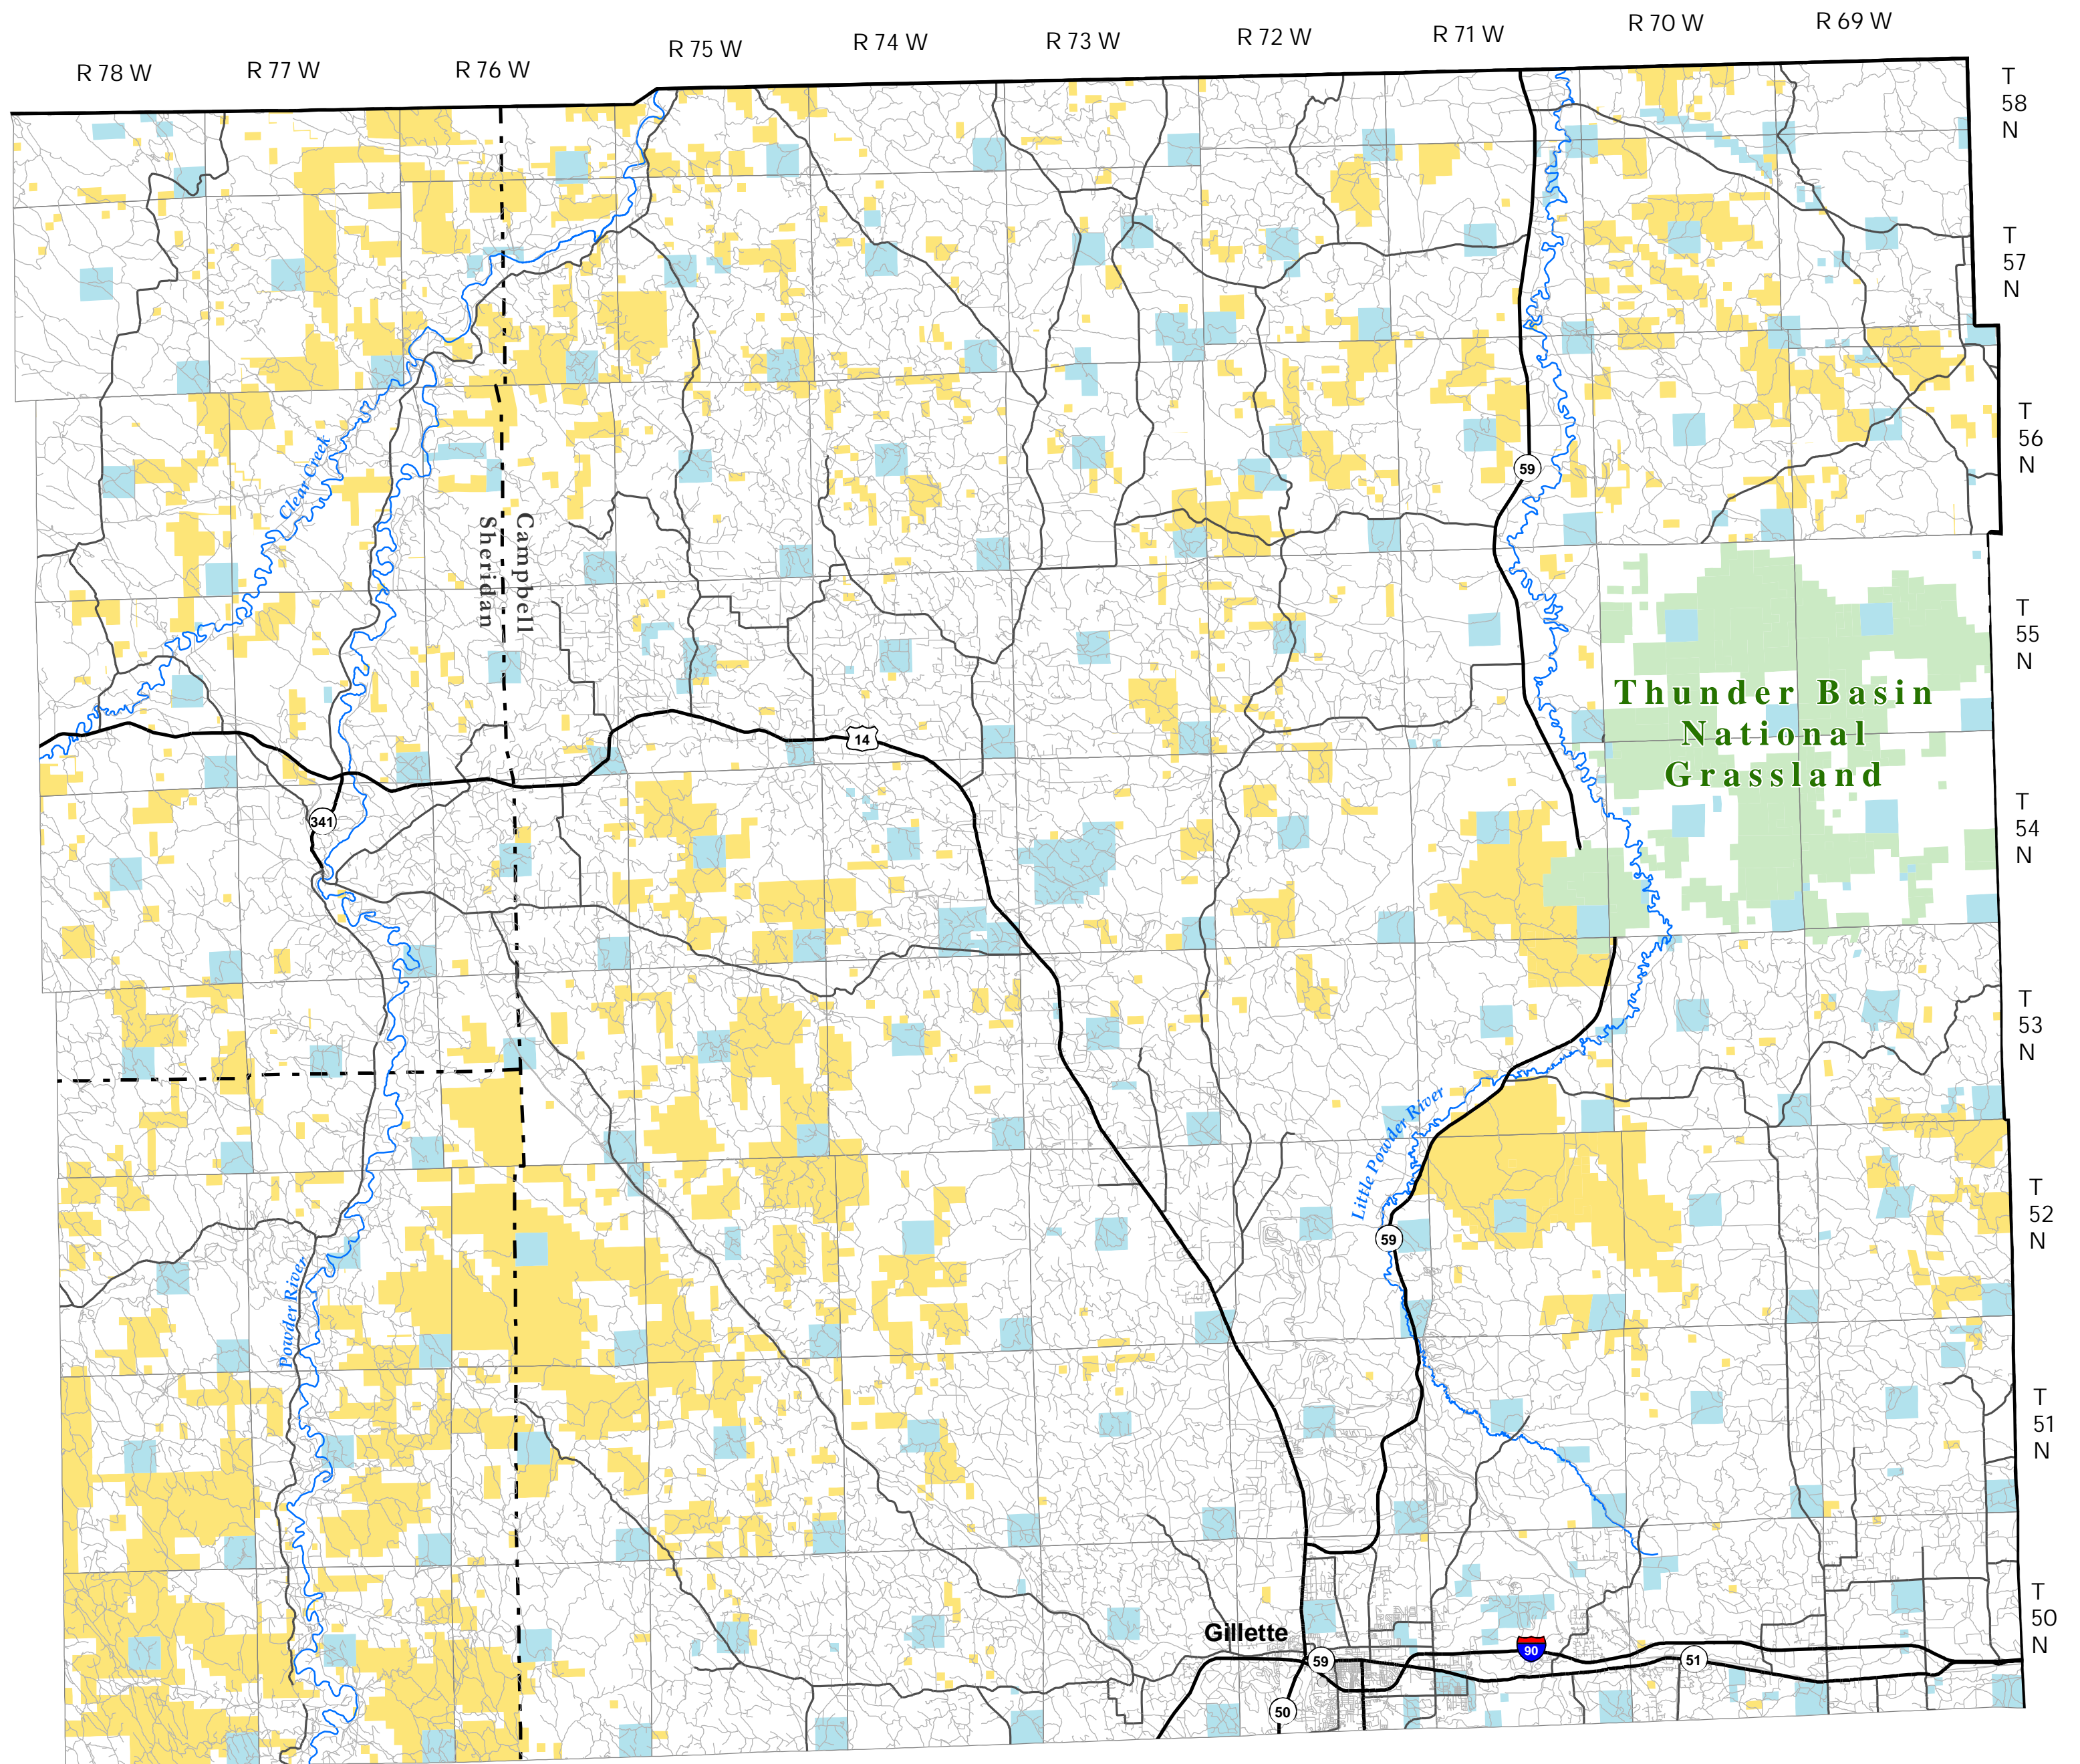 R 78 W
R 77 W
R 76 W
R 75 W
R 74 W
R 73 W
R 72 W
R 71 W
R 70 W
R 69 W
T
58
N
T
57
N
T
56
N
59
Clear Creek
Campbell
Sheridan
T
55
N
Thunder Basin
National
Grassland
14
341
T
54
N
T
53
N
Little Powder River
T
52
N
59
Powder River
T
51
N
T
50
N
Gillette
59
90
51
50